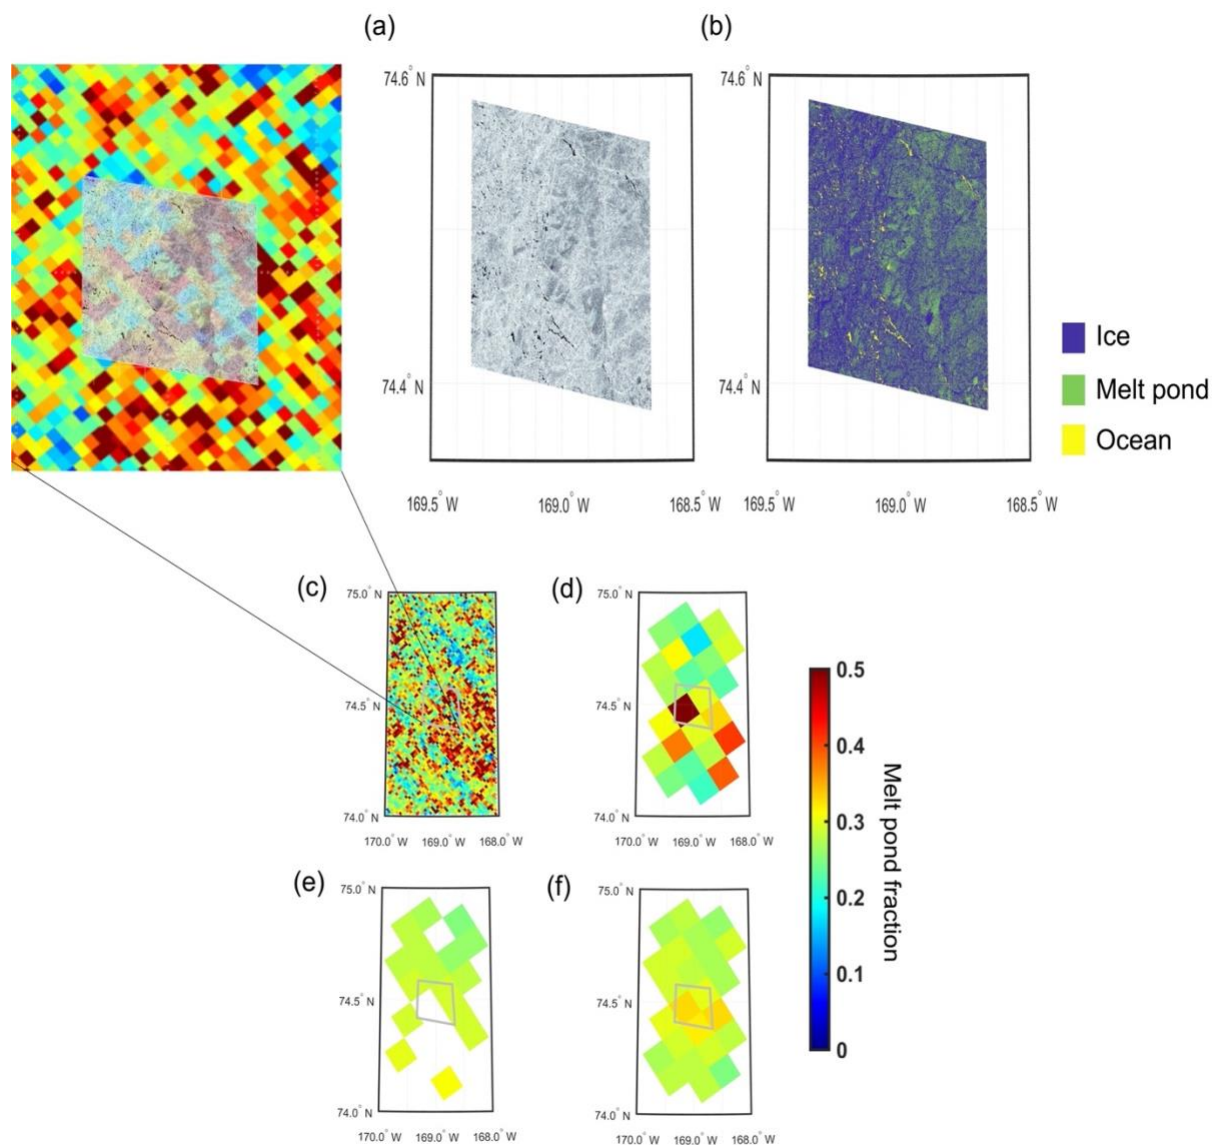 (a)
(b)
74.6° N
74.6° N
74.4° N
74.4° N
Ice
Melt pond
Ocean
169.5° W
169.0° W
168.5° W
169.5° W
169.0° W
168.5° W
(c)
(d)
75.0° N
75.0° N
74.5° N
74.5° N
74.0° N
74.0° N
170.0° W
169.0° W
168.0° W
170.0° W
169.0° W
168.0° W
0.5
0.4
0.3
0.2
0.1
0
Melt pond fraction
(e)
(f)
75.0° N
75.0° N
74.5° N
74.5° N
74.0° N
74.0° N
170.0° W
169.0° W
168.0° W
170.0° W
169.0° W
168.0° W